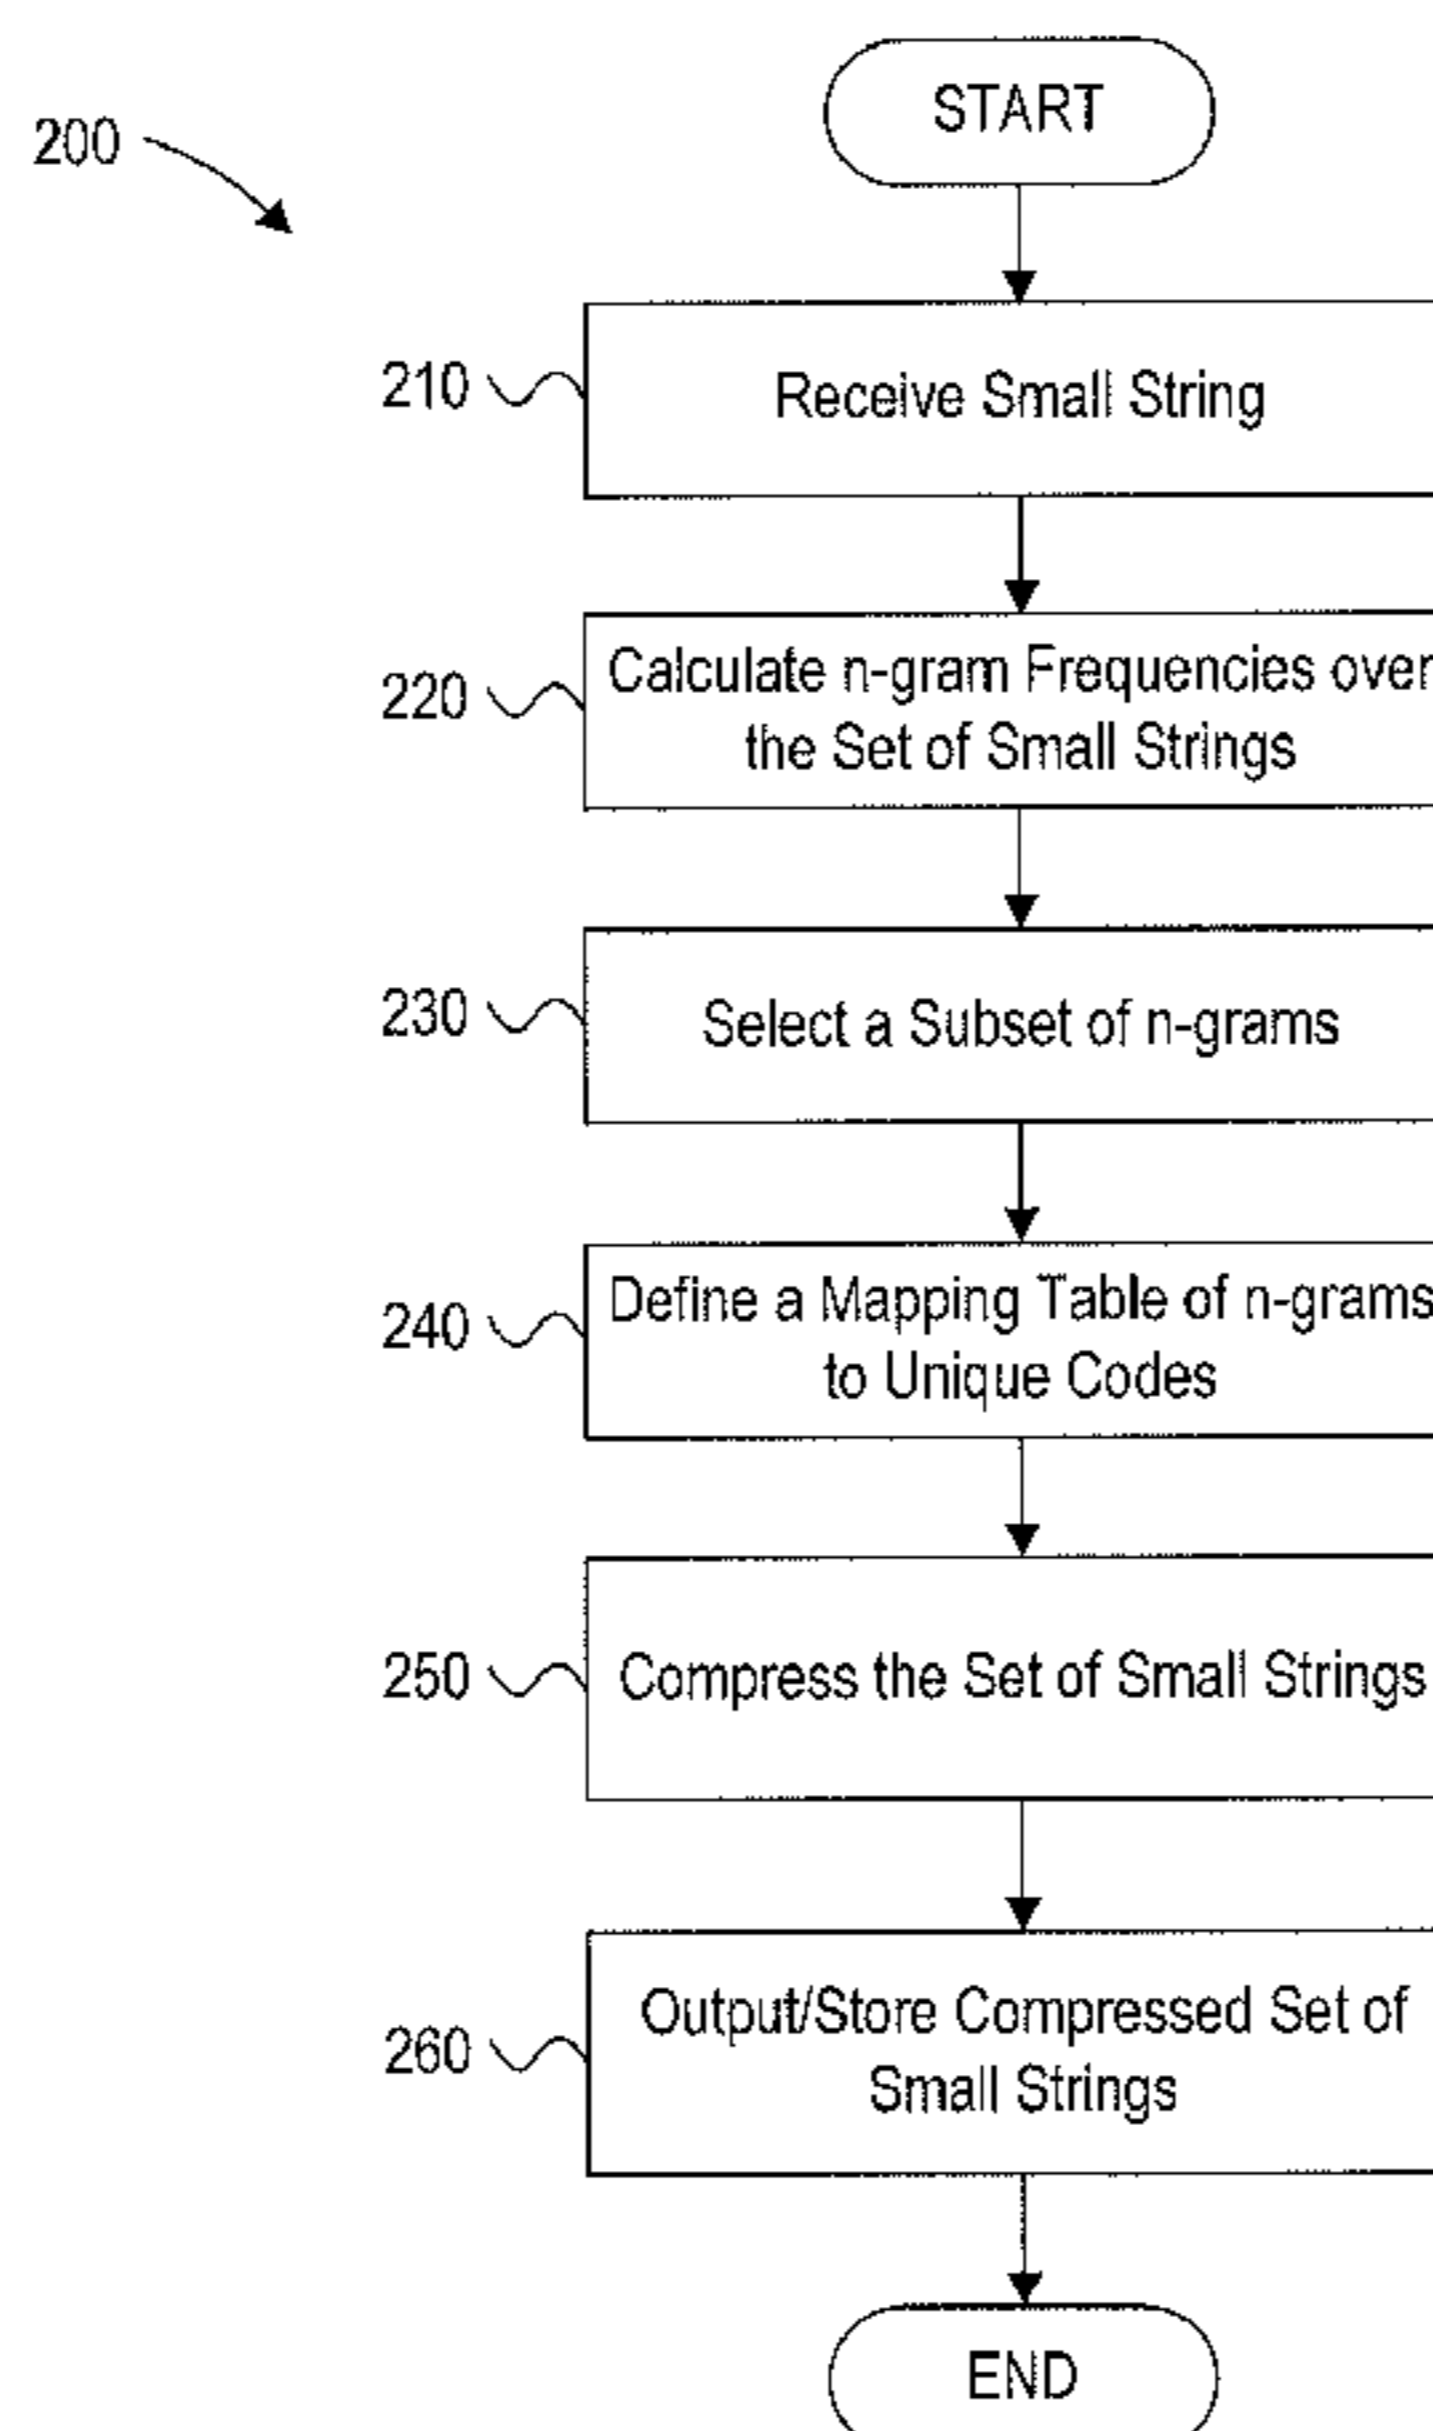 START
200
210
Receive Small String
220
Calculate n-gram Frequencies over
the Set of Small Strings
230
Select a Subset of n-grams
240
Define a Mapping Table of n-grams
to Unique Codes
250
Compress the Set of Small Strings
260
Output/Store Compressed Set of
Small Strings
END